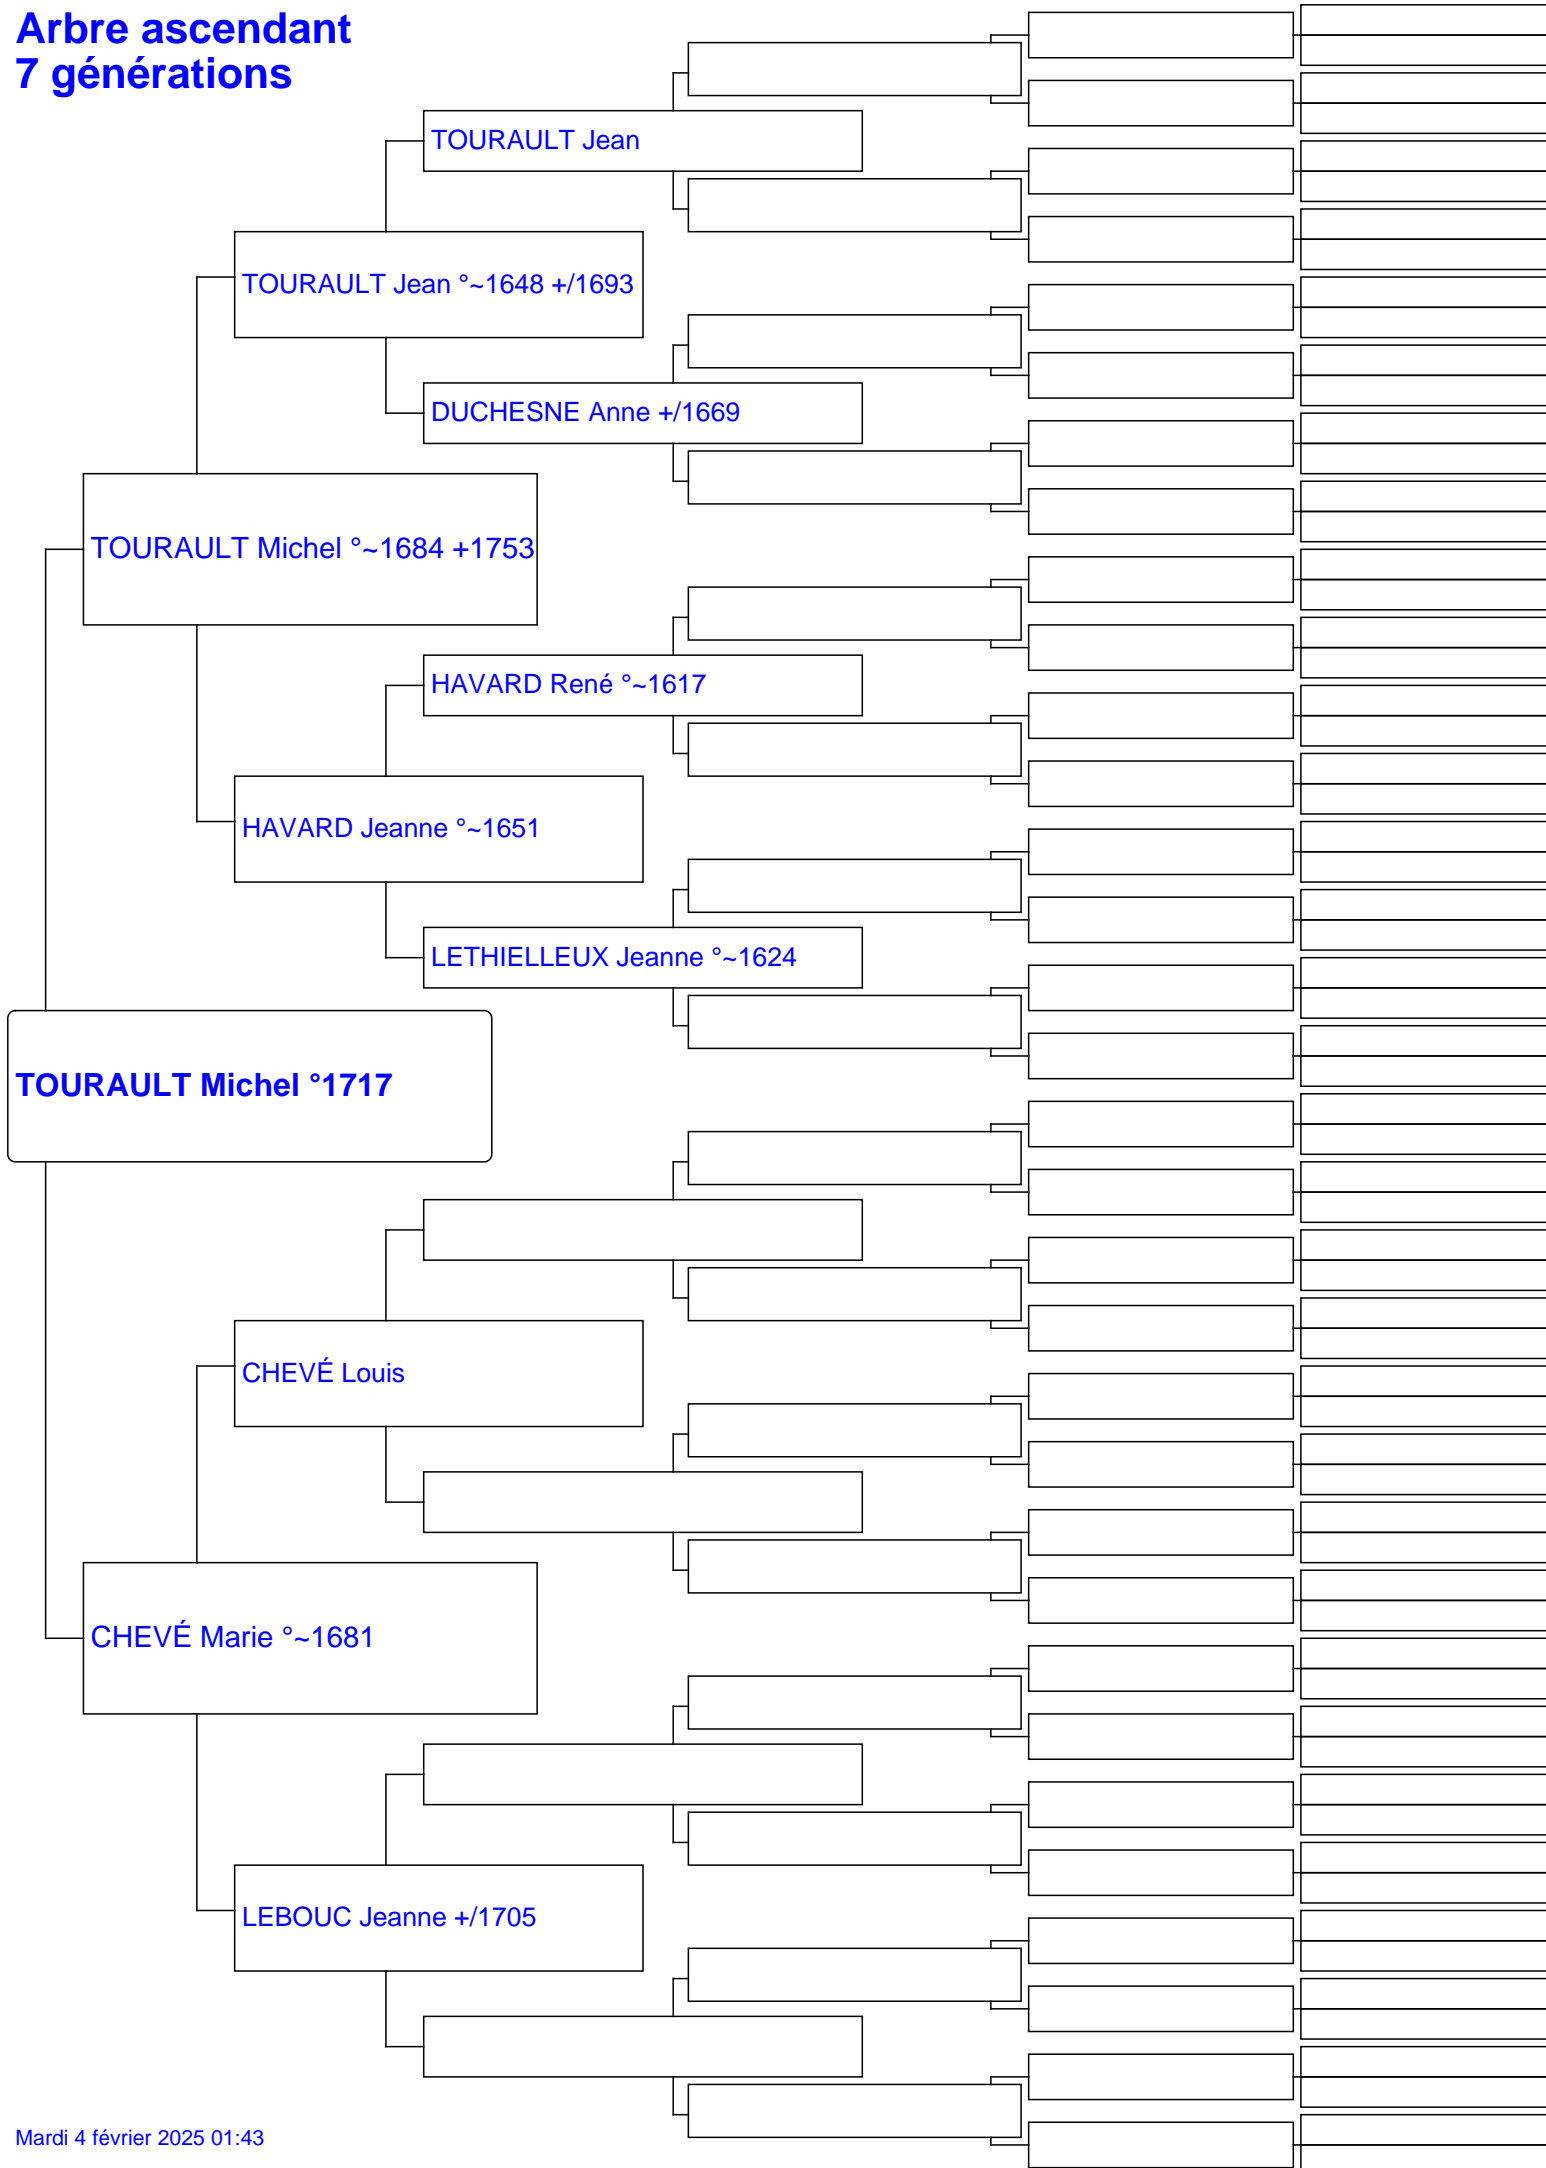 Arbre ascendant
7 générations
TOURAULT Jean
TOURAULT Jean °~1648 +/1693
DUCHESNE Anne +/1669
TOURAULT Michel °~1684 +1753
HAVARD René °~1617
HAVARD Jeanne °~1651
LETHIELLEUX Jeanne °~1624
TOURAULT Michel °1717
CHEVÉ Louis
CHEVÉ Marie °~1681
LEBOUC Jeanne +/1705
Mardi 4 février 2025 01:43